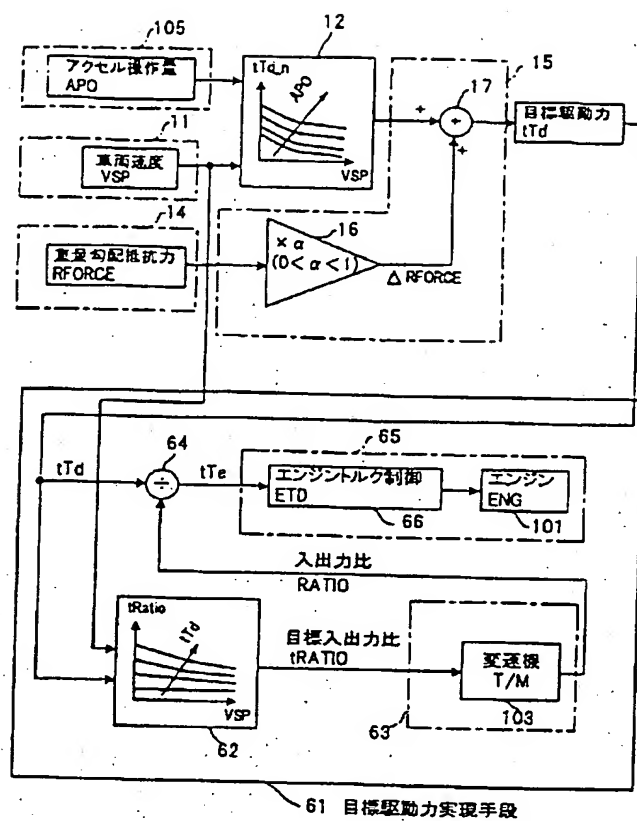 105
アクセル操作量
APO
12
tTd_n
APO
VSP
15
17
+
+
+
目標駆動力
tTd
11
車両速度
VSP
14
重量勾配抵抗力
RFORCE
16
× α
(0 < α < 1)
△ RFORCE
65
64
tTd
÷
tTe
エンジントルク制御
ETD
66
エンジン
ENG
101
入出力比
RATIO
tRatio
tTd
VSP
62
目標入出力比
tRATIO
変速機
T/M
103
63
61 目標駆動力実現手段